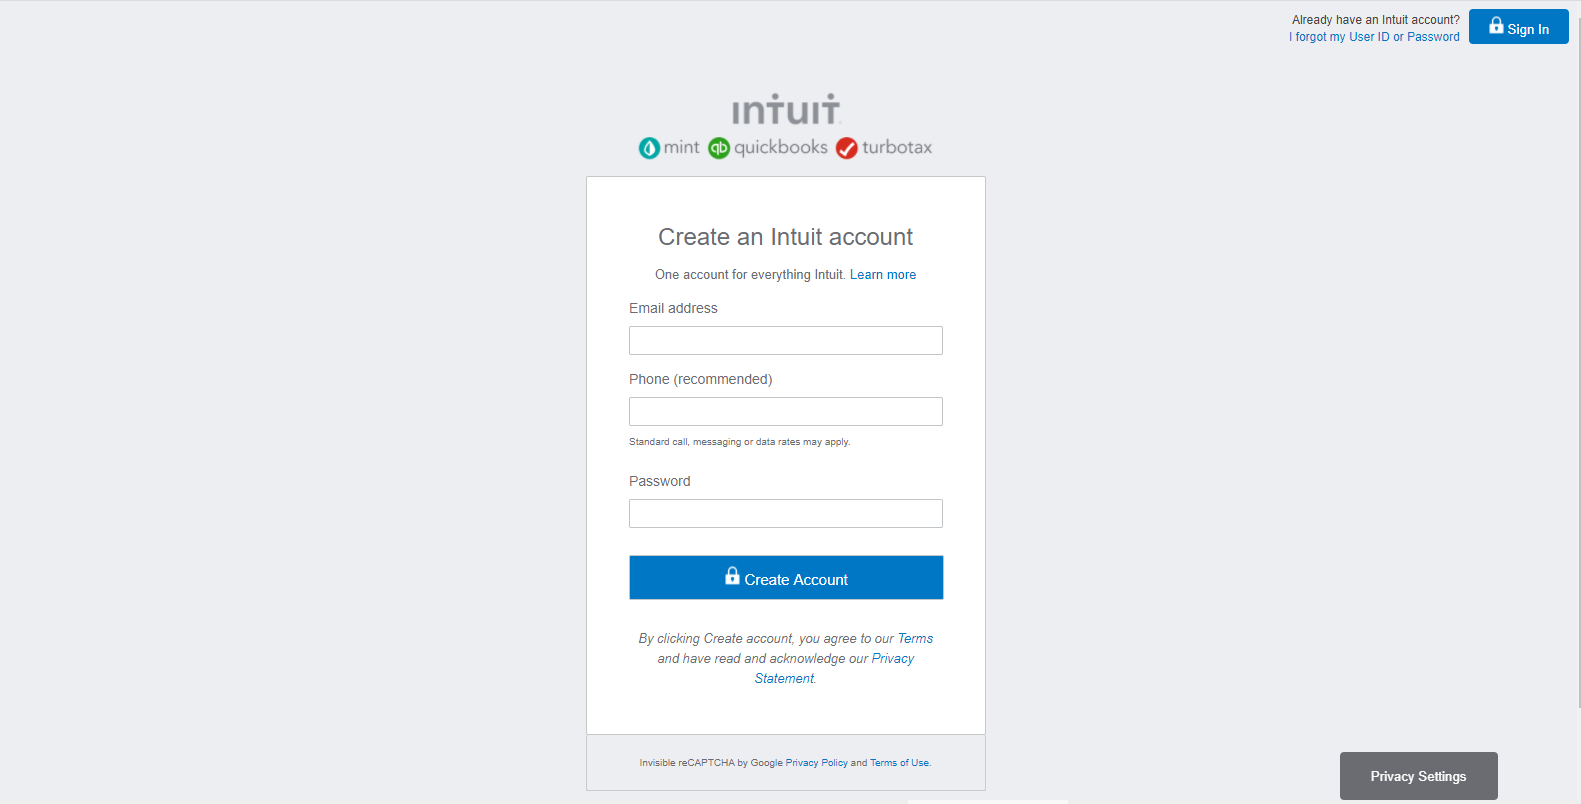 Already have an Intuit account?
I forgot my User ID or Password
Sign In
intuit
mint qb quickbooks turbotax
Create an Intuit account
One account for everything Intuit. Learn more
Email address
Phone (recommended)
Standard call, messaging or data rates may apply.
Password
Create Account
By clicking Create account, you agree to our Terms
and have read and acknowledge our Privacy
Statement.
Invisible reCAPTCHA by Google Privacy Policy and Terms of Use.
Privacy Settings